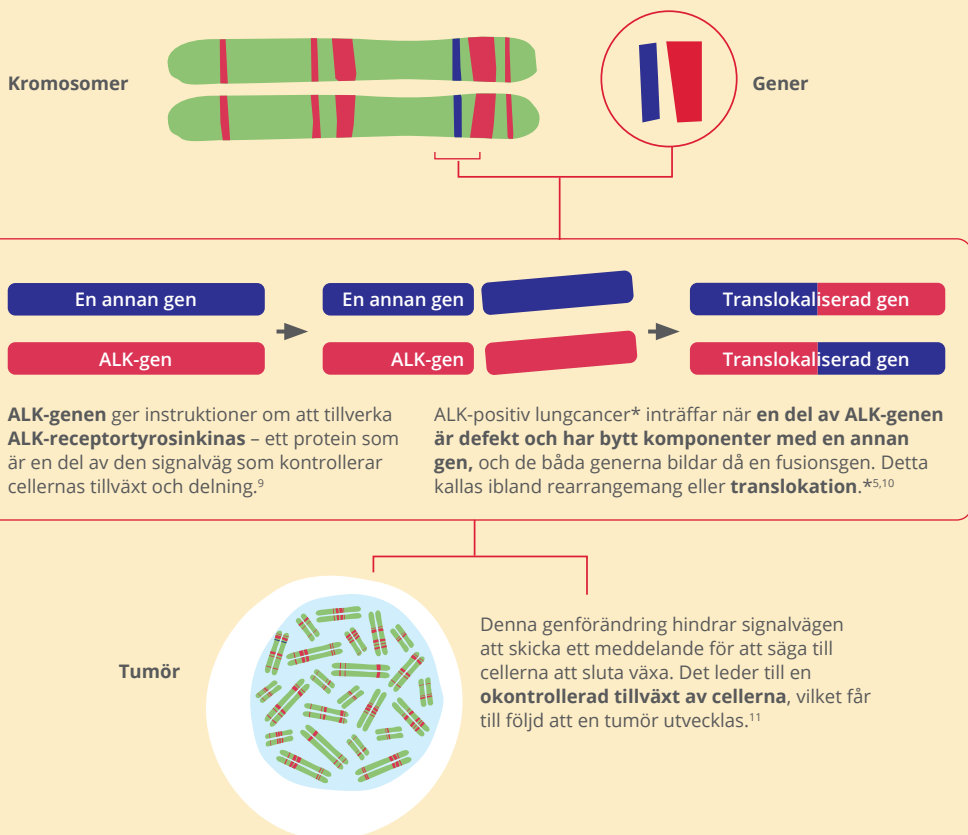 Kromosomer
Gener
En annan gen
En annan gen
Translokaliserad gen
ALK-gen
ALK-gen
Translokaliserad gen
ALK-genen ger instruktioner om att tillverka
ALK-receptortyrosinkinas – ett protein som
är en del av den signalväg som kontrollerar
cellernas tillväxt och delning.9
ALK-positiv lungcancer* inträffar när en del av ALK-genen
är defekt och har bytt komponenter med en annan
gen, och de båda generna bildar då en fusionsgen. Detta
kallas ibland rearrangemang eller translokation.*5,10
Tumör
Denna genförändring hindrar signalvägen
att skicka ett meddelande för att säga till
cellerna att sluta växa. Det leder till en
okontrollerad tillväxt av cellerna, vilket får
till följd att en tumör utvecklas.11